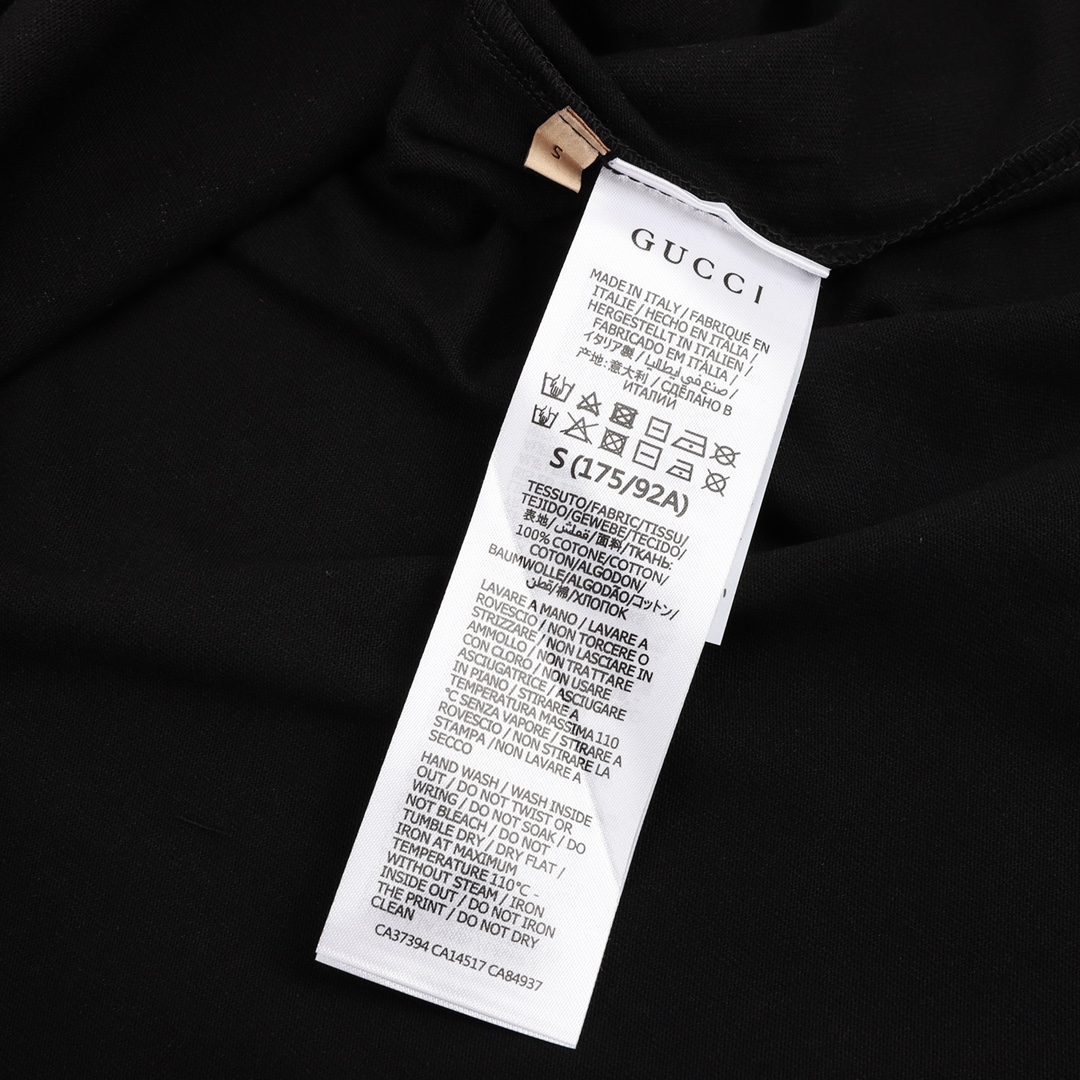 S
GUCCI
MADE IN ITALY / FABRIQUÉ EN
ITALIE / HECHO EN ITALIA /
HERGESTELLT IN ITALIEN /
FABRICADO EM ITÁLIA /
イタリア製 / صنع في ايطاليا /
产地: 意大利 / СДЕЛАНО В
ИТАЛИИ
S (175/92A)
TESSUTO/FABRIC/TISSU/
TEJIDO/GEWEBE/TECIDO/
表地/قماش/面料/ТКАНЬ:
100% COTONE/COTTON/
COTON/ALGODON/
BAUMWOLLE/ALGODÃO/コットン/
قطن/棉/ХЛОПОК
LAVARE A MANO / LAVARE A
ROVESCIO / NON TORCERE O
STRIZZARE / NON LASCIARE IN
AMMOLLO / NON TRATTARE
CON CLORO / NON USARE
ASCIUGATRICE / ASCIUGARE
IN PIANO / STIRARE A
TEMPERATURA MASSIMA 110
°C SENZA VAPORE / STIRARE A
ROVESCIO / NON STIRARE LA
STAMPA / NON LAVARE A
SECCO
HAND WASH / WASH INSIDE
OUT / DO NOT TWIST OR
WRING / DO NOT SOAK / DO
NOT BLEACH / DO NOT
TUMBLE DRY / DRY FLAT /
IRON AT MAXIMUM
TEMPERATURE 110°C -
WITHOUT STEAM / IRON
INSIDE OUT / DO NOT IRON
THE PRINT / DO NOT DRY
CLEAN
CA37394 CA14517 CA84937